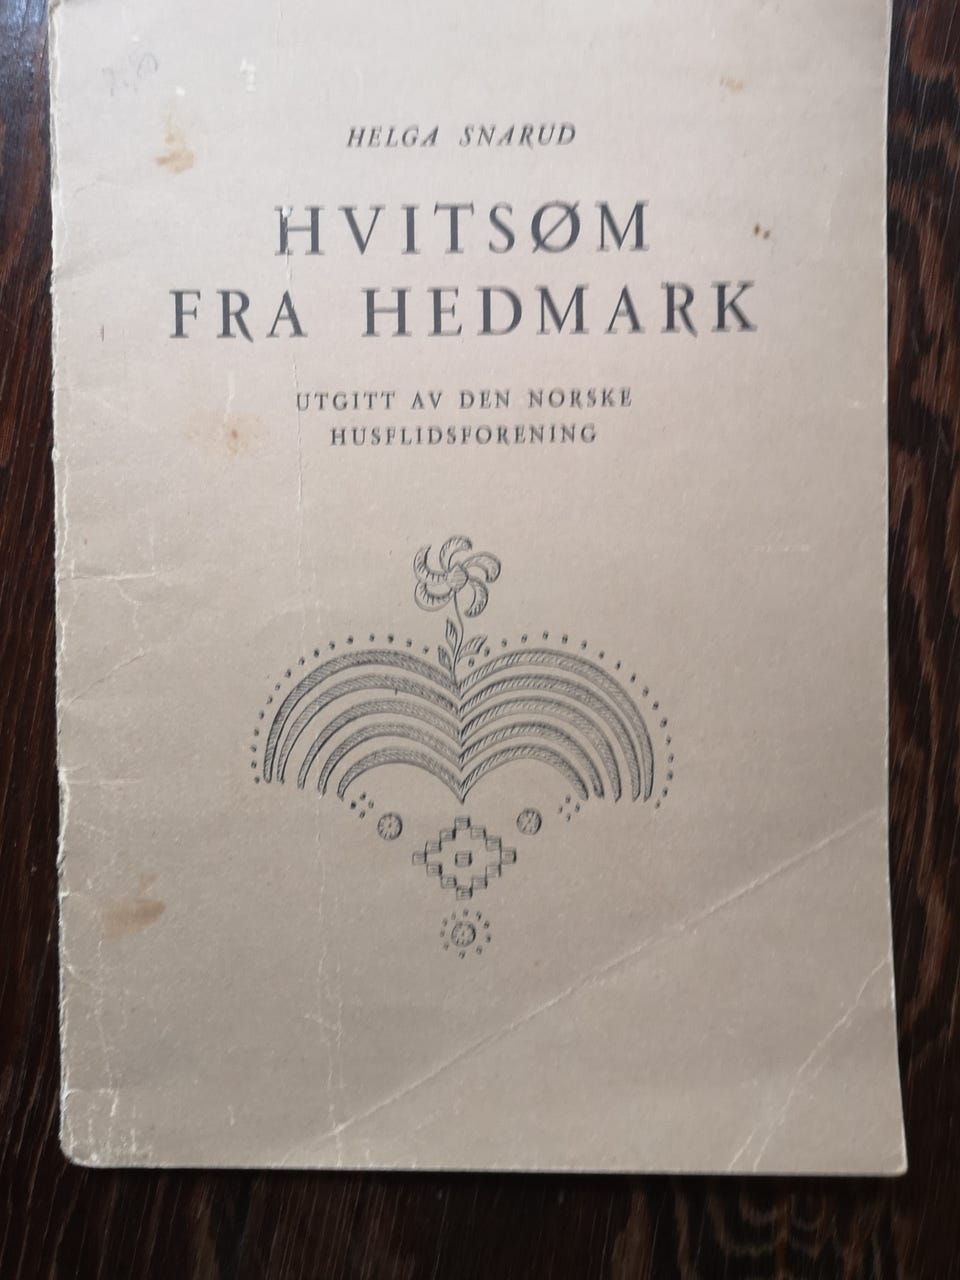 HELGA SNARUD
HVITSØM
FRA HEDMARK
UTGITT AV DEN NORSKE
HUSFLIDSFORENING